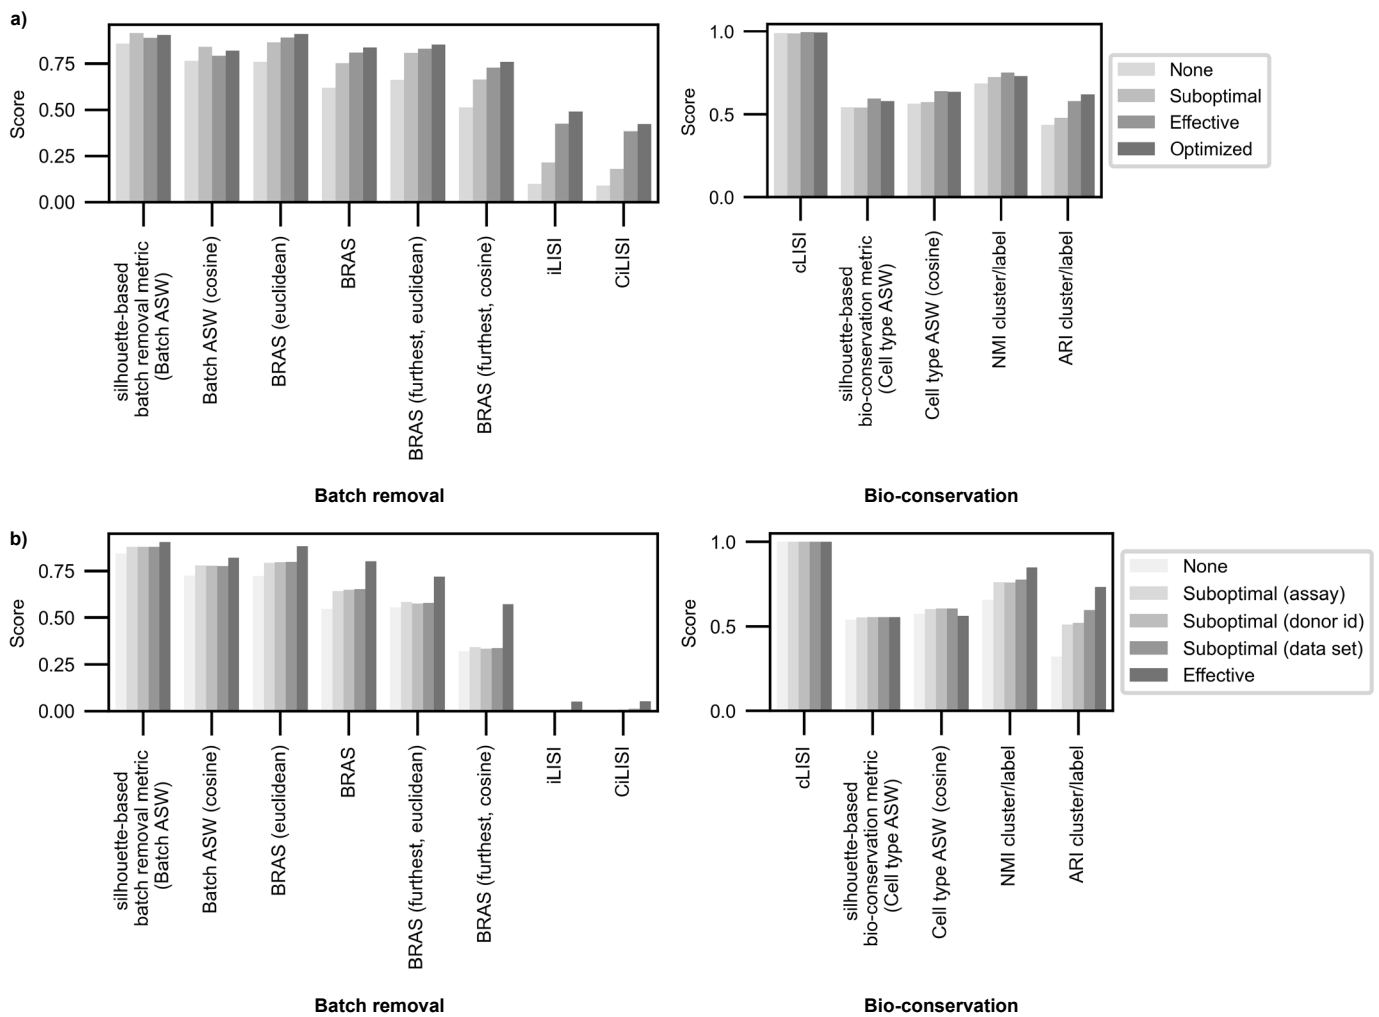 a)
Score
0.75
0.50
0.25
0.00
silhouette-based
batch removal metric
(Batch ASW)
Batch ASW (cosine)
BRAS (euclidean)
BRAS
BRAS (furthest, euclidean)
BRAS (furthest, cosine)
iLISI
CiLISI
Batch removal
Score
1.0
0.5
0.0
cLISI
silhouette-based
bio-conservation metric
(Cell type ASW)
Cell type ASW (cosine)
NMI cluster/label
ARI cluster/label
Bio-conservation
None
Suboptimal
Effective
Optimized
b)
Score
0.75
0.50
0.25
0.00
silhouette-based
batch removal metric
(Batch ASW)
Batch ASW (cosine)
BRAS (euclidean)
BRAS
BRAS (furthest, euclidean)
BRAS (furthest, cosine)
iLISI
CiLISI
Batch removal
Score
1.0
0.5
0.0
cLISI
silhouette-based
bio-conservation metric
(Cell type ASW)
Cell type ASW (cosine)
NMI cluster/label
ARI cluster/label
Bio-conservation
None
Suboptimal (assay)
Suboptimal (donor id)
Suboptimal (data set)
Effective